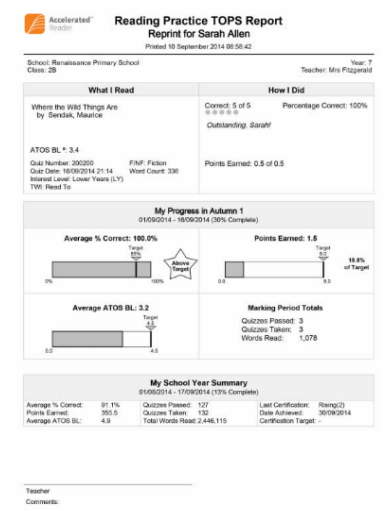 Accelerated Reader™
Reading Practice TOPS Report
Reprint for Sarah Allen
Printed 10 September 2014 08:58:42
School: Renaissance Primary School
Year: 7
Class: 2B
Teacher: Mrs Fitzgerald
What I Read
Where the Wild Things Are
by Sendak, Maurice
ATOS BL : 3.4
Quiz Number: 200200
F/NF: Fiction
Quiz Date: 16/09/2014 21:14
Word Count: 336
Interest Level: Lower Years (LY)
TWI: Read To
How I Did
Correct: 5 of 5
Percentage Correct: 100%
Outstanding, Sarah!
Points Earned: 0.5 of 0.5
My Progress in Autumn 1
01/09/2014 - 16/09/2014 (30% Complete)
Average % Correct: 100.0%
Target
85%
0%
100%
Above
Target
Points Earned: 1.5
Target
8.0
0.0
8.0
18.8%
of Target
Average ATOS BL: 3.2
Target
4.5
0.0
4.5
Marking Period Totals
Quizzes Passed: 3
Quizzes Taken: 3
Words Read: 1,078
My School Year Summary
01/08/2014 - 17/09/2014 (13% Complete)
Average % Correct: 91.1%
Quizzes Passed: 127
Last Certification: Rising(2)
Points Earned: 355.5
Quizzes Taken: 132
Date Achieved: 30/09/2014
Average ATOS BL: 4.9
Total Words Read: 2,446,115
Certification Target: -
Teacher
Comments: